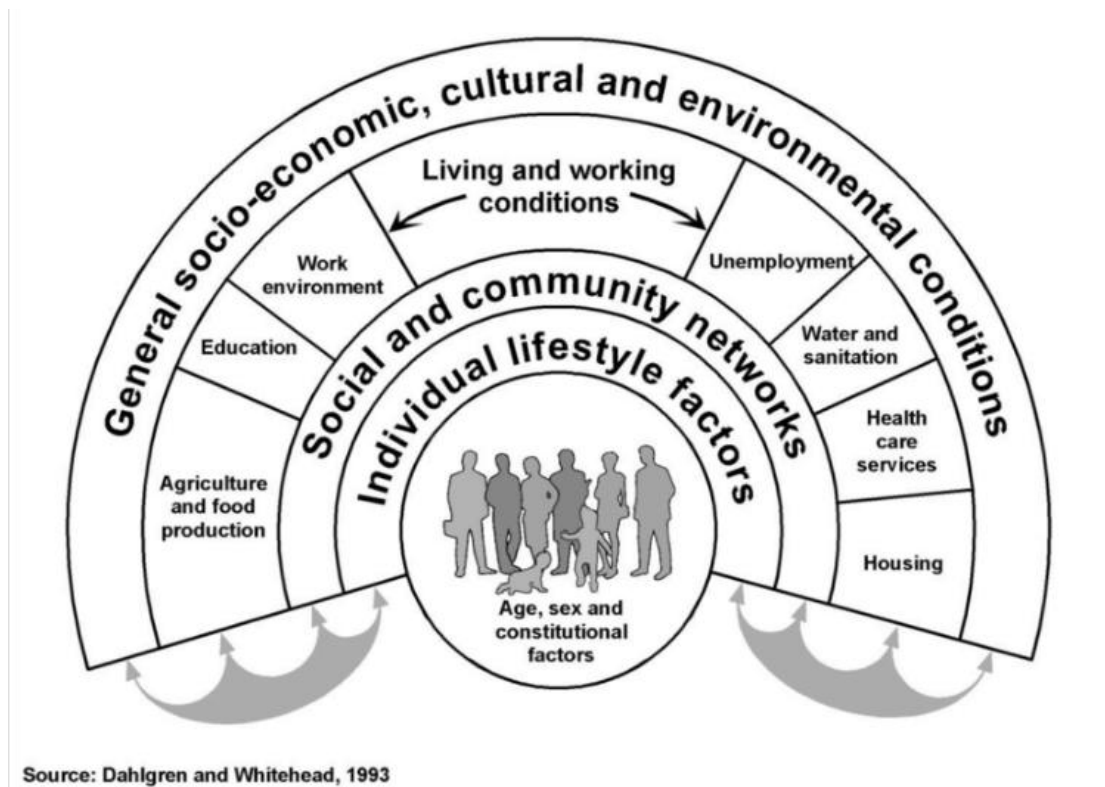 General socio-economic, cultural and environmental conditions
Living and working
conditions
Work
environment
Education
Agriculture
and food
production
Unemployment
Water and
sanitation
Health
care
services
Housing
Social and community networks
Individual lifestyle factors
Age, sex and
constitutional
factors
Source: Dahlgren and Whitehead, 1993